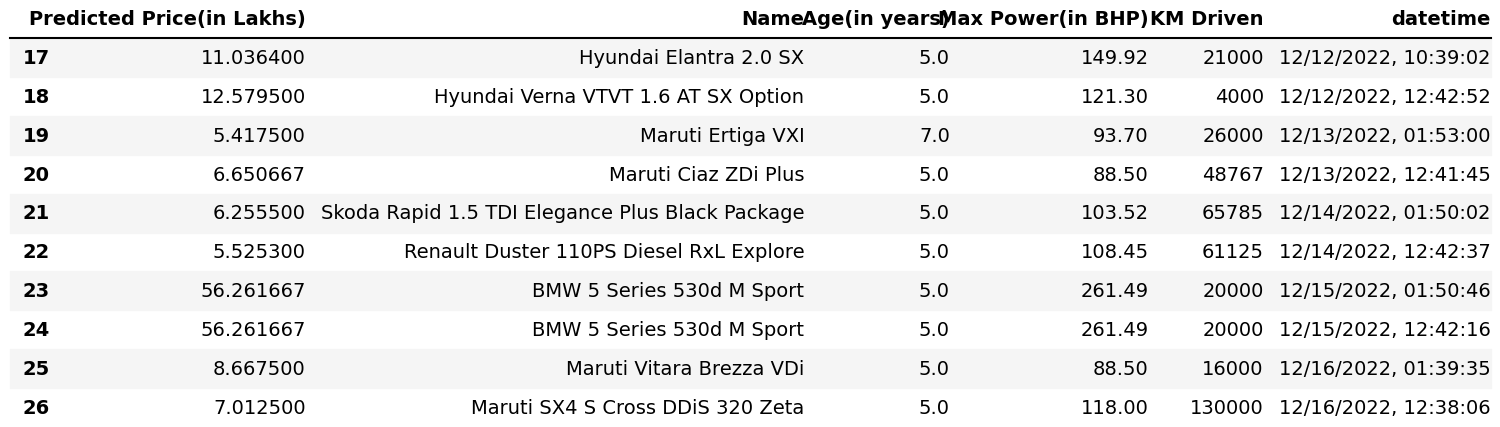 Predicted Price(in Lakhs) Name Age(in years) Max Power(in BHP) KM Driven datetime
17 11.036400 Hyundai Elantra 2.0 SX 5.0 149.92 21000 12/12/2022, 10:39:02
18 12.579500 Hyundai Verna VTVT 1.6 AT SX Option 5.0 121.30 4000 12/12/2022, 12:42:52
19 5.417500 Maruti Ertiga VXI 7.0 93.70 26000 12/13/2022, 01:53:00
20 6.650667 Maruti Ciaz ZDi Plus 5.0 88.50 48767 12/13/2022, 12:41:45
21 6.255500 Skoda Rapid 1.5 TDI Elegance Plus Black Package 5.0 103.52 65785 12/14/2022, 01:50:02
22 5.525300 Renault Duster 110PS Diesel RxL Explore 5.0 108.45 61125 12/14/2022, 12:42:37
23 56.261667 BMW 5 Series 530d M Sport 5.0 261.49 20000 12/15/2022, 01:50:46
24 56.261667 BMW 5 Series 530d M Sport 5.0 261.49 20000 12/15/2022, 12:42:16
25 8.667500 Maruti Vitara Brezza VDi 5.0 88.50 16000 12/16/2022, 01:39:35
26 7.012500 Maruti SX4 S Cross DDiS 320 Zeta 5.0 118.00 130000 12/16/2022, 12:38:06